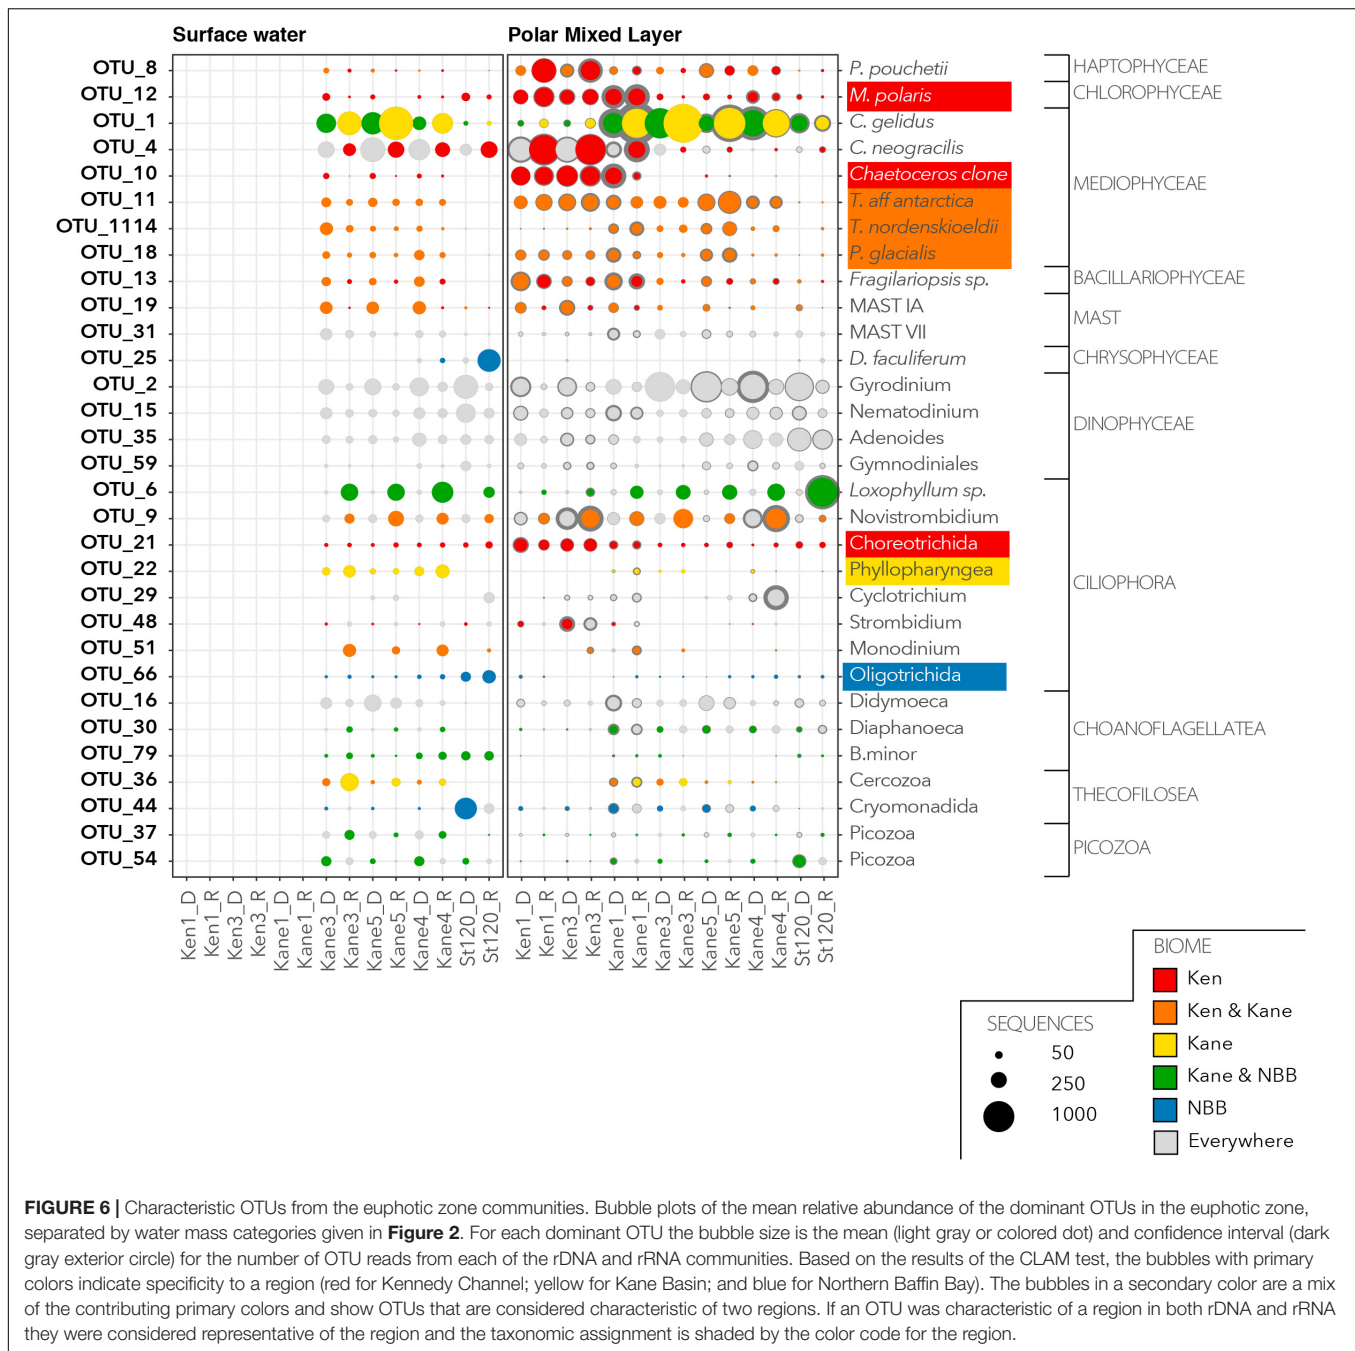 Surface water Polar Mixed Layer
OTU_8 P. pouchetii HAPTOPHYCEAE
OTU_12 M. polaris CHLOROPHYCEAE
OTU_1 C. gelidus
OTU_4 C. neogracilis
OTU_10 Chaetoceros clone MEDIOPHYCEAE
OTU_11 T. aff antarctica
OTU_1114 T. nordenskioeldii
OTU_18 P. glacialis
OTU_13 Fragilariopsis sp. BACILLARIOPHYCEAE
OTU_19 MAST IA MAST
OTU_31 MAST VII
OTU_25 D. faculiferum CHRYSOPHYCEAE
OTU_2 Gyrodinium
OTU_15 Nematodinium DINOPHYCEAE
OTU_35 Adenoides
OTU_59 Gymnodiniales
OTU_6 Loxophyllum sp.
OTU_9 Novistrombidium
OTU_21 Choreotrichida
OTU_22 Phyllopharyngea CILIOPHORA
OTU_29 Cyclotrichium
OTU_48 Strombidium
OTU_51 Monodinium
OTU_66 Oligotrichida
OTU_16 Didymoeca
OTU_30 Diaphanoeca CHOANOFLAGELLATEA
OTU_79 B.minor
OTU_36 Cercozoa THECOFILOSEA
OTU_44 Cryomonadida
OTU_37 Picozoa PICOZOA
OTU_54 Picozoa
Ken1_D Ken1_R Ken3_D Ken3_R Kane1_D Kane1_R Kane3_D Kane3_R Kane5_D Kane5_R Kane4_D Kane4_R St120_D St120_R Ken1_D Ken1_R Ken3_D Ken3_R Kane1_D Kane1_R Kane3_D Kane3_R Kane5_D Kane5_R Kane4_D Kane4_R St120_D St120_R
SEQUENCES
50
250
1000
BIOME
Ken
Ken & Kane
Kane
Kane & NBB
NBB
Everywhere
FIGURE 6 | Characteristic OTUs from the euphotic zone communities. Bubble plots of the mean relative abundance of the dominant OTUs in the euphotic zone,
separated by water mass categories given in Figure 2. For each dominant OTU the bubble size is the mean (light gray or colored dot) and confidence interval (dark
gray exterior circle) for the number of OTU reads from each of the rDNA and rRNA communities. Based on the results of the CLAM test, the bubbles with primary
colors indicate specificity to a region (red for Kennedy Channel; yellow for Kane Basin; and blue for Northern Baffin Bay). The bubbles in a secondary color are a mix
of the contributing primary colors and show OTUs that are considered characteristic of two regions. If an OTU was characteristic of a region in both rDNA and rRNA
they were considered representative of the region and the taxonomic assignment is shaded by the color code for the region.